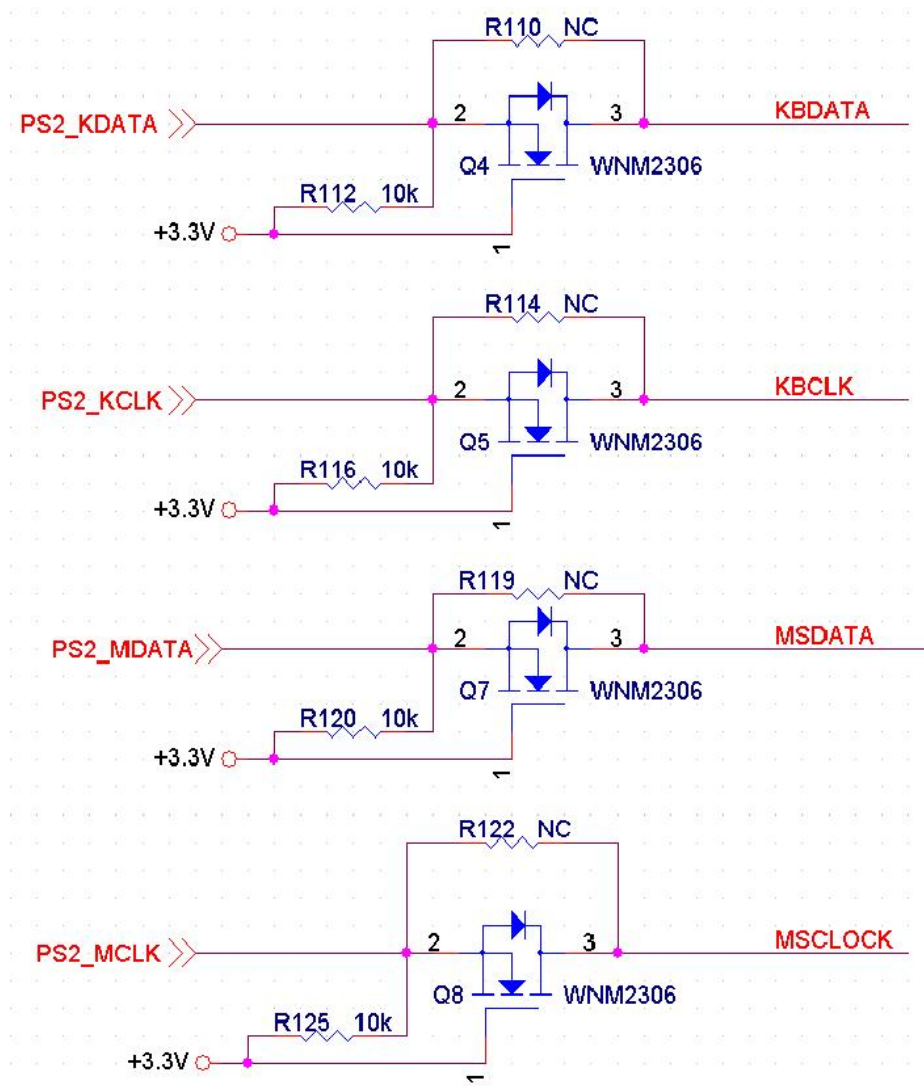 R110 NC
PS2_KDATA 2 3 KBDATA
Q4 WNM2306
R112 10k
+3.3V
1
R114 NC
PS2_KCLK 2 3 KBCLK
Q5 WNM2306
R116 10k
+3.3V
1
R119 NC
PS2_MDATA 2 3 MSDATA
Q7 WNM2306
R120 10k
+3.3V
1
R122 NC
PS2_MCLK 2 3 MSCLOCK
Q8 WNM2306
R125 10k
+3.3V
1